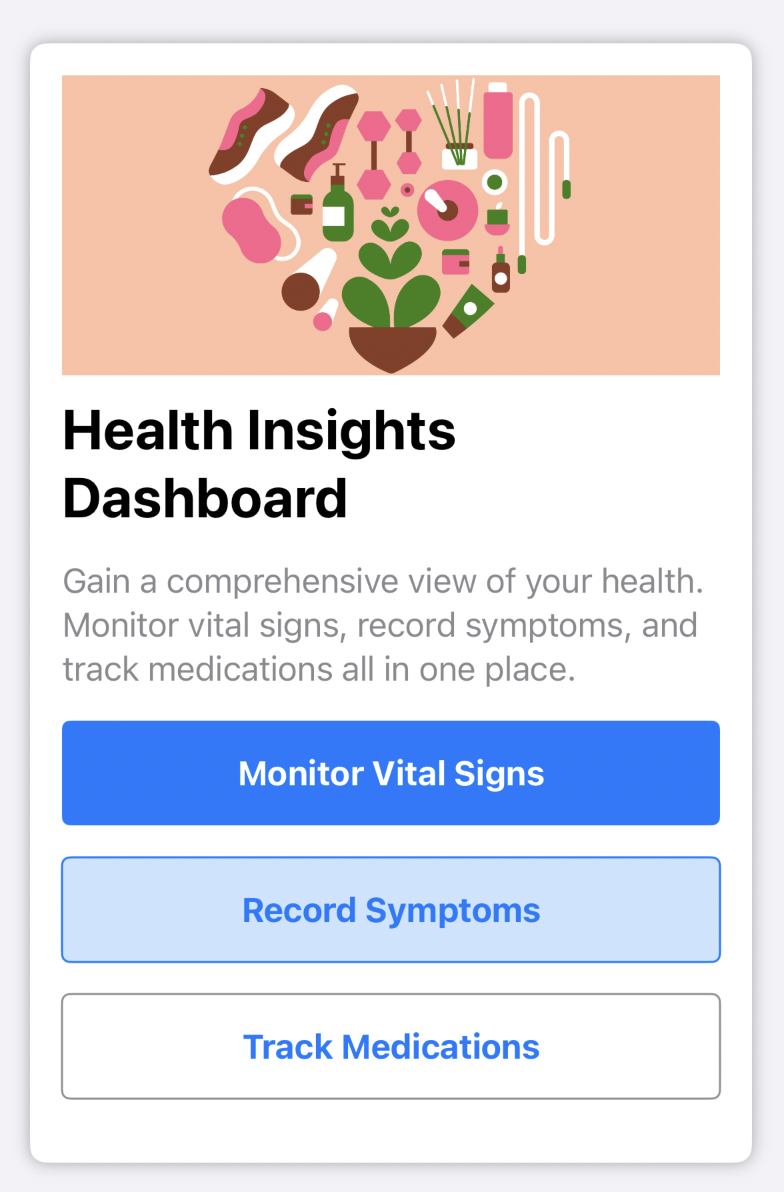 Health Insights
Dashboard
Gain a comprehensive view of your health.
Monitor vital signs, record symptoms, and
track medications all in one place.
Monitor Vital Signs
Record Symptoms
Track Medications